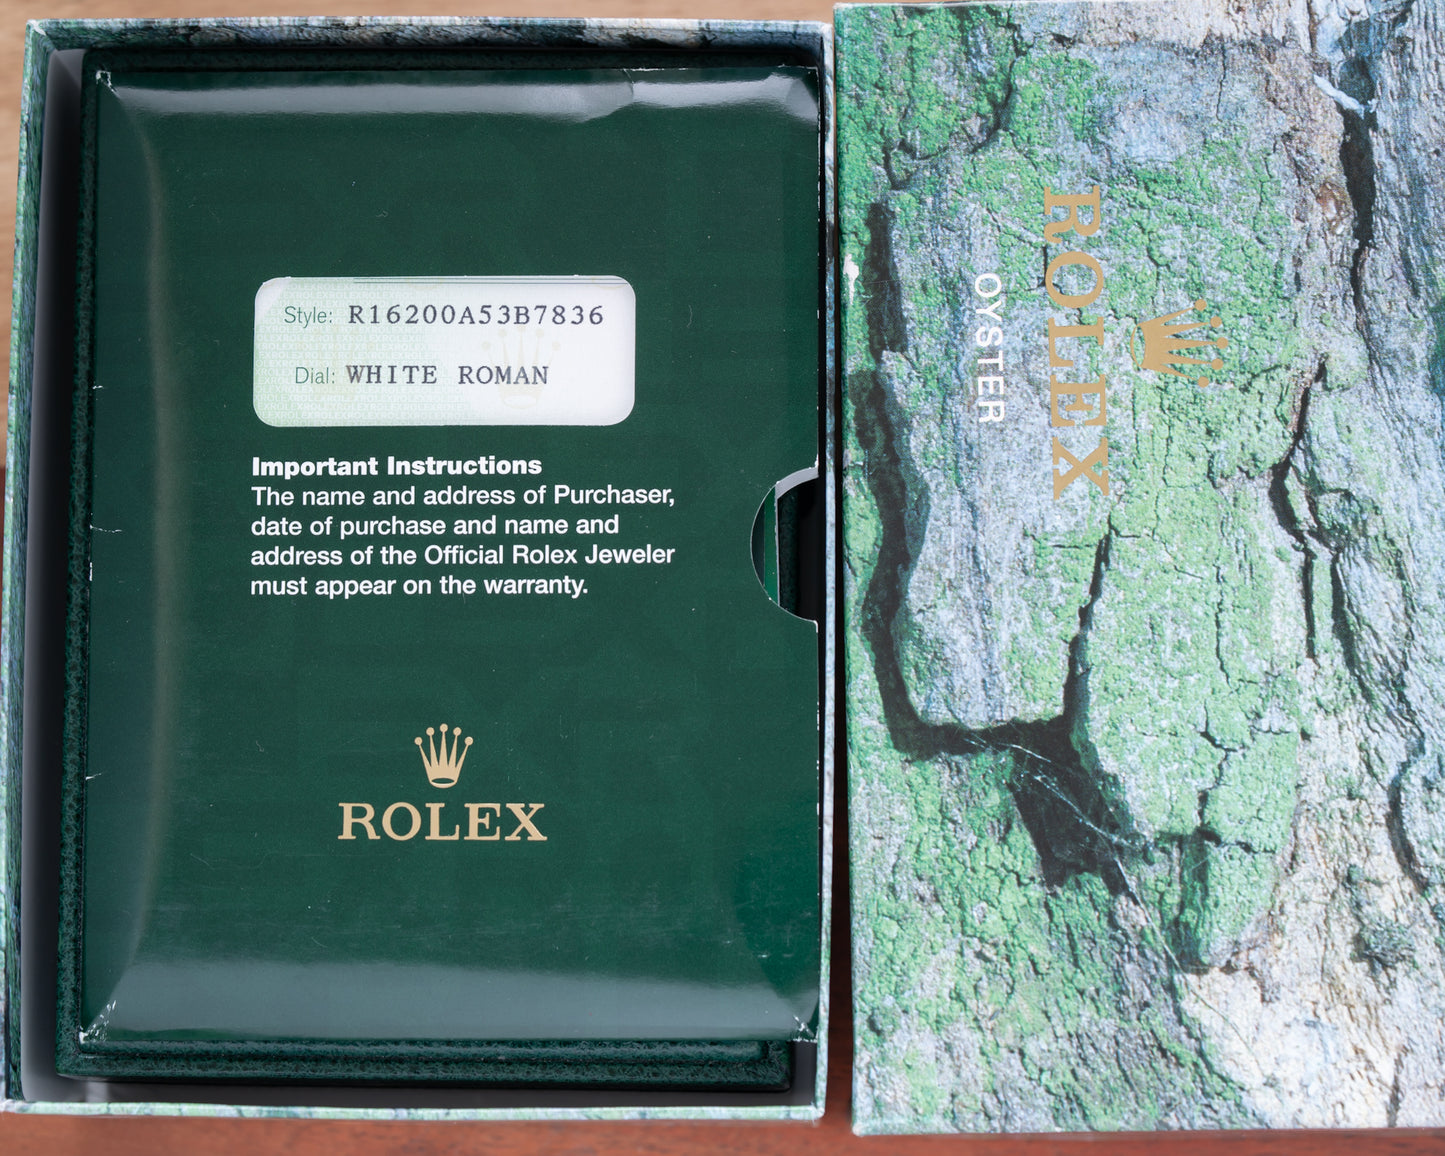 Style: R16200A53B7836
Dial: WHITE ROMAN
Important Instructions
The name and address of Purchaser,
date of purchase and name and
address of the Official Rolex Jeweler
must appear on the warranty.
ROLEX
ROLEX
OYSTER